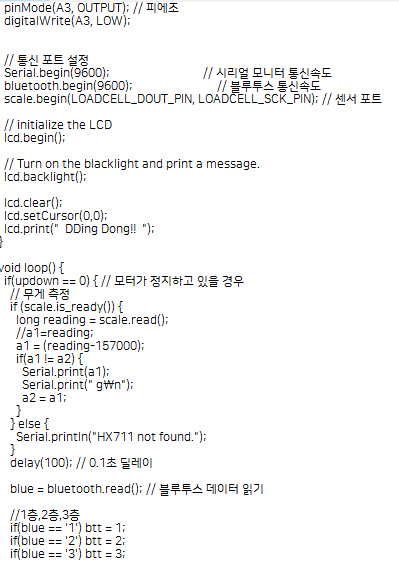 pinMode(A3, OUTPUT); // 피에조
digitalWrite(A3, LOW);
// 통신 포트 설정
Serial.begin(9600); // 시리얼 모니터 통신속도
bluetooth.begin(9600); // 블루투스 통신속도
scale.begin(LOADCELL_DOUT_PIN, LOADCELL_SCK_PIN); // 센서 포트
// initialize the LCD
lcd.begin();
// Turn on the blacklight and print a message.
lcd.backlight();
lcd.clear();
lcd.setCursor(0,0);
lcd.print("  DDing Dong!!  ");
}
void loop() {
if(updown == 0) { // 모터가 정지하고 있을 경우
// 무게 측정
if (scale.is_ready()) {
long reading = scale.read();
//a1=reading;
a1 = (reading-157000);
if(a1 != a2) {
Serial.print(a1);
Serial.print(" g₩n");
a2 = a1;
}
} else {
Serial.println("HX711 not found.");
}
delay(100); // 0.1초 딜레이
blue = bluetooth.read(); // 블루투스 데이터 읽기
//1층,2층,3층
if(blue == '1') btt = 1;
if(blue == '2') btt = 2;
if(blue == '3') btt = 3;